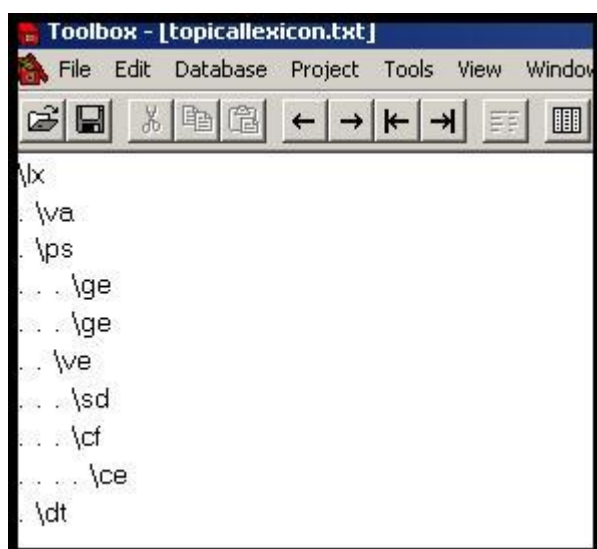 Toolbox - [topicallexicon.txt]
File Edit Database Project Tools View Window
\lx
. \va
. \ps
. . . \ge
. . . \ge
. . \ve
. . . \sd
. . . \cf
. . . . \ce
. \dt